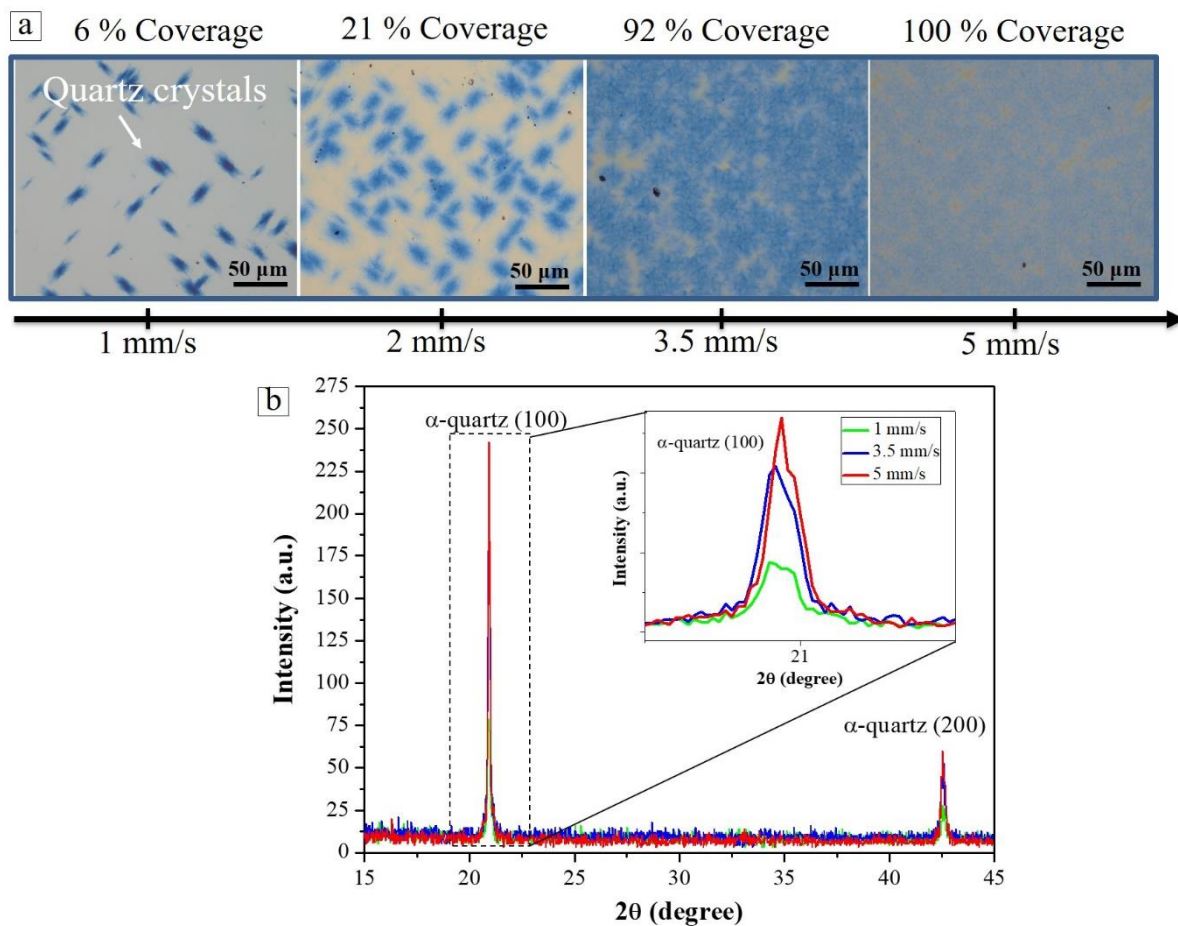 a
6 % Coverage
21 % Coverage
92 % Coverage
100 % Coverage
Quartz crystals
50 µm
50 µm
50 µm
50 µm
1 mm/s
2 mm/s
3.5 mm/s
5 mm/s
b
275
250
225
200
175
150
125
100
75
50
25
0
Intensity (a.u.)
α-quartz (100)
α-quartz (100)
1 mm/s
3.5 mm/s
5 mm/s
Intensity (a.u.)
21
2θ (degree)
α-quartz (200)
15
20
25
30
35
40
45
2θ (degree)